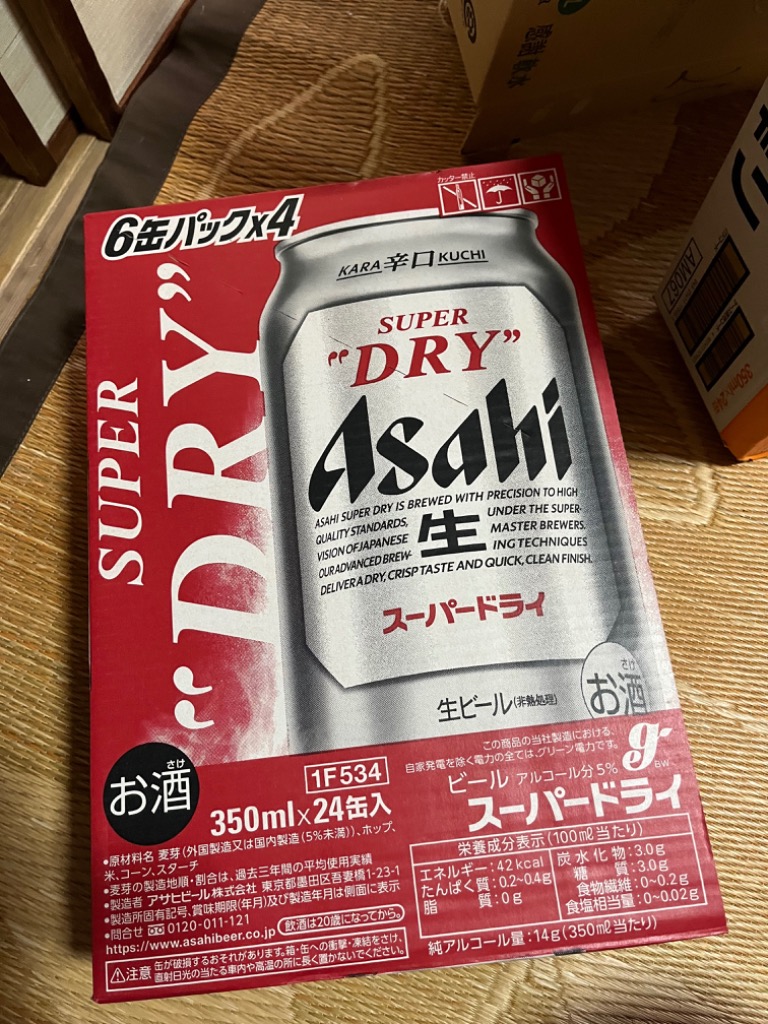 6缶パックx4
カッター禁止
SUPER
"DRY"
KARA 辛口 KUCHI
SUPER
"DRY"
Asahi
ASAHI SUPER DRY IS BREWED WITH PRECISION TO HIGH
QUALITY STANDARDS, UNDER THE SUPER-
VISION OF JAPANESE MASTER BREWERS.
OUR ADVANCED BREW- ING TECHNIQUES
DELIVER A DRY, CRISP TASTE AND QUICK, CLEAN FINISH.
生
スーパードライ
生ビール(非熱処理)
さけ
お酒
さけ
お酒
1F534
350ml×24缶入
この商品の当社製造における、
自家発電を除く電力の全ては、グリーン電力です。
g
ビール アルコール分5%
スーパードライ
•原材料名 麦芽(外国製造又は国内製造(5%未満))、ホップ、
米、コーン、スターチ
•麦芽の製造地順・割合は、過去三年間の平均使用実績
•製造者 アサヒビール株式会社 東京都墨田区吾妻橋1-23-1
•製造所固有記号、賞味期限(年月)及び製造年月は側面に表示
•問合せ 0120-011-121
https://www.asahibeer.co.jp 飲酒は20歳になってから。
⚠注意 缶が破損するおそれがあります。箱・缶への衝撃・凍結をさけ、
直射日光の当たる車内や高温の所に長く置かないでください。
栄養成分表示(100ml当たり)
エネルギー:42kcal
たんぱく質:0.2~0.4g
脂質:0g
炭水化物:3.0g
糖質:3.0g
食物繊維:0~0.2g
食塩相当量:0~0.02g
純アルコール量:14g(350ml当たり)
AM067
350ml×24缶